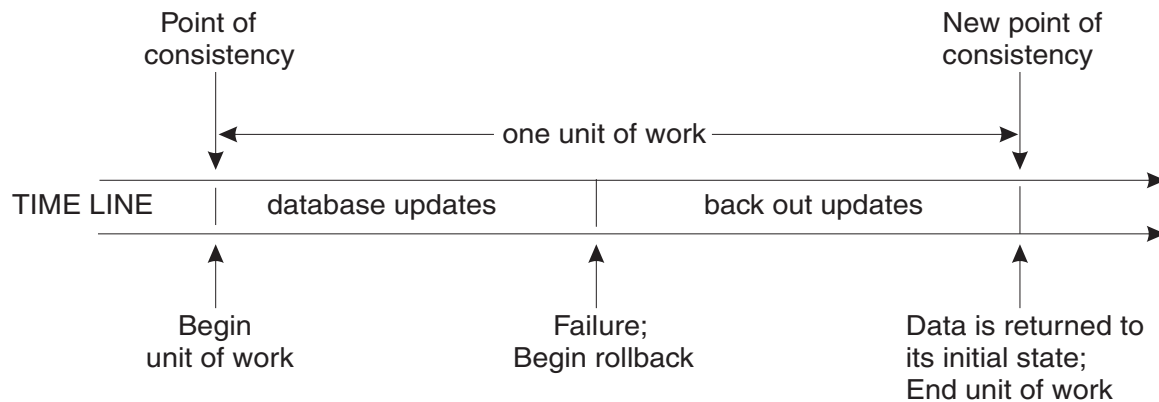 Point of
consistency
New point of
consistency
one unit of work
TIME LINE
database updates
back out updates
Begin
unit of work
Failure;
Begin rollback
Data is returned to
its initial state;
End unit of work